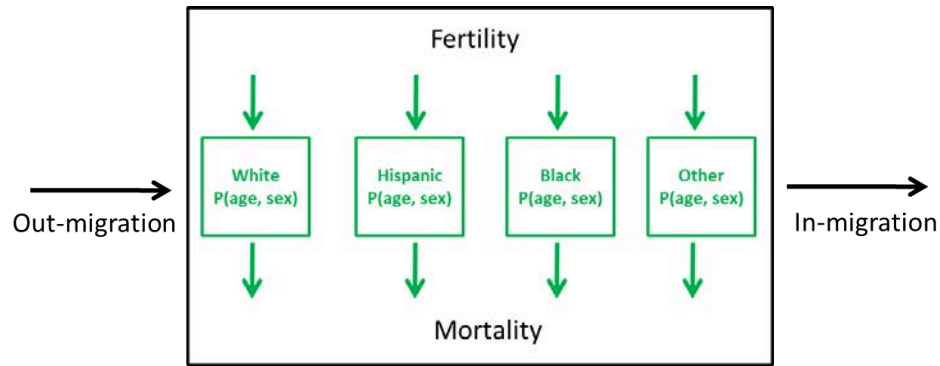 Fertility
White
P(age, sex)
Hispanic
P(age, sex)
Black
P(age, sex)
Other
P(age, sex)
Out-migration
In-migration
Mortality